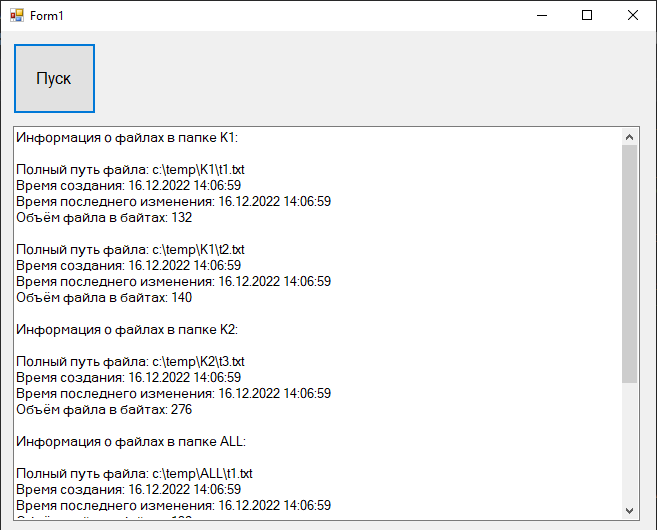 Form1
Пуск
Информация о файлах в папке K1:
Полный путь файла: c:\temp\K1\t1.txt
Время создания: 16.12.2022 14:06:59
Время последнего изменения: 16.12.2022 14:06:59
Объём файла в байтах: 132
Полный путь файла: c:\temp\K1\t2.txt
Время создания: 16.12.2022 14:06:59
Время последнего изменения: 16.12.2022 14:06:59
Объём файла в байтах: 140
Информация о файлах в папке K2:
Полный путь файла: c:\temp\K2\t3.txt
Время создания: 16.12.2022 14:06:59
Время последнего изменения: 16.12.2022 14:06:59
Объём файла в байтах: 276
Информация о файлах в папке ALL:
Полный путь файла: c:\temp\ALL\t1.txt
Время создания: 16.12.2022 14:06:59
Время последнего изменения: 16.12.2022 14:06:59